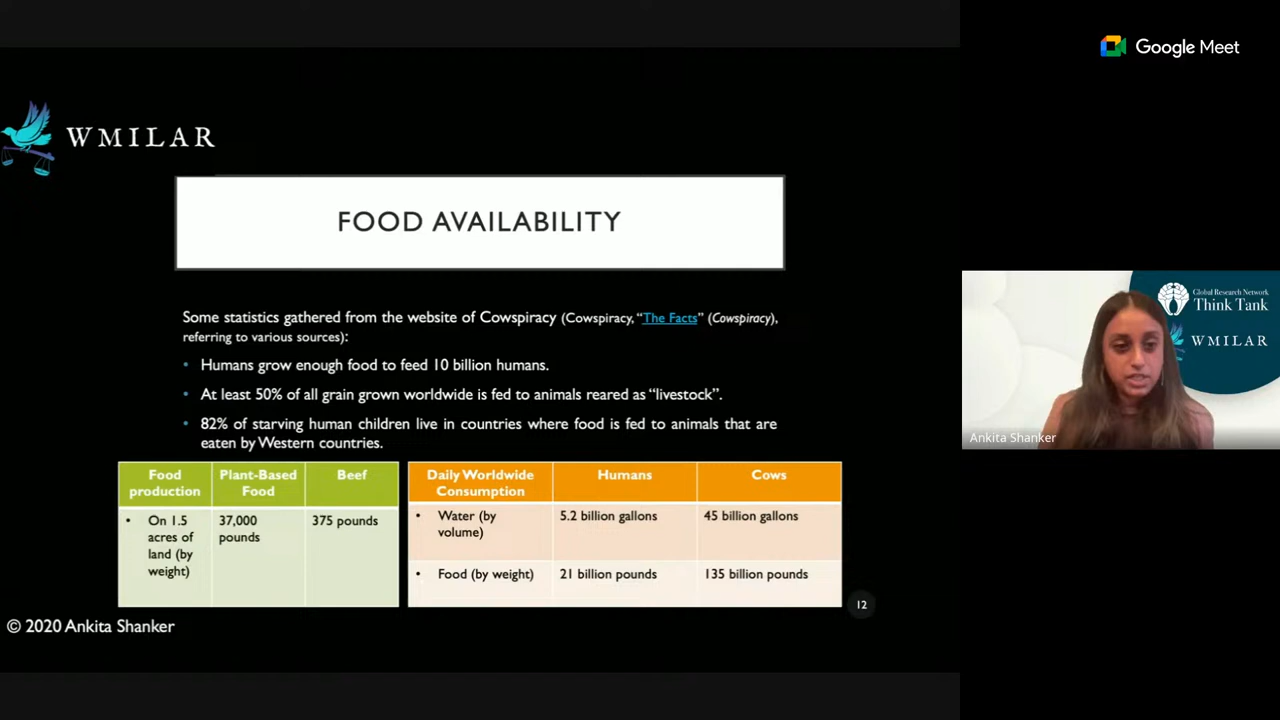 Google Meet
WMILAR
FOOD AVAILABILITY
Some statistics gathered from the website of Cowspiracy (Cowspiracy, “The Facts” (Cowspiracy),
referring to various sources):
• Humans grow enough food to feed 10 billion humans.
• At least 50% of all grain grown worldwide is fed to animals reared as “livestock”.
• 82% of starving human children live in countries where food is fed to animals that are
eaten by Western countries.
Food
production
Plant-Based
Food
Beef
• On 1.5
acres of
land (by
weight)
37,000
pounds
375 pounds
Daily Worldwide
Consumption
Humans
Cows
• Water (by
volume)
5.2 billion gallons
45 billion gallons
• Food (by weight)
21 billion pounds
135 billion pounds
12
© 2020 Ankita Shanker
Global Research Network
Think Tank
WMILAR
Ankita Shanker